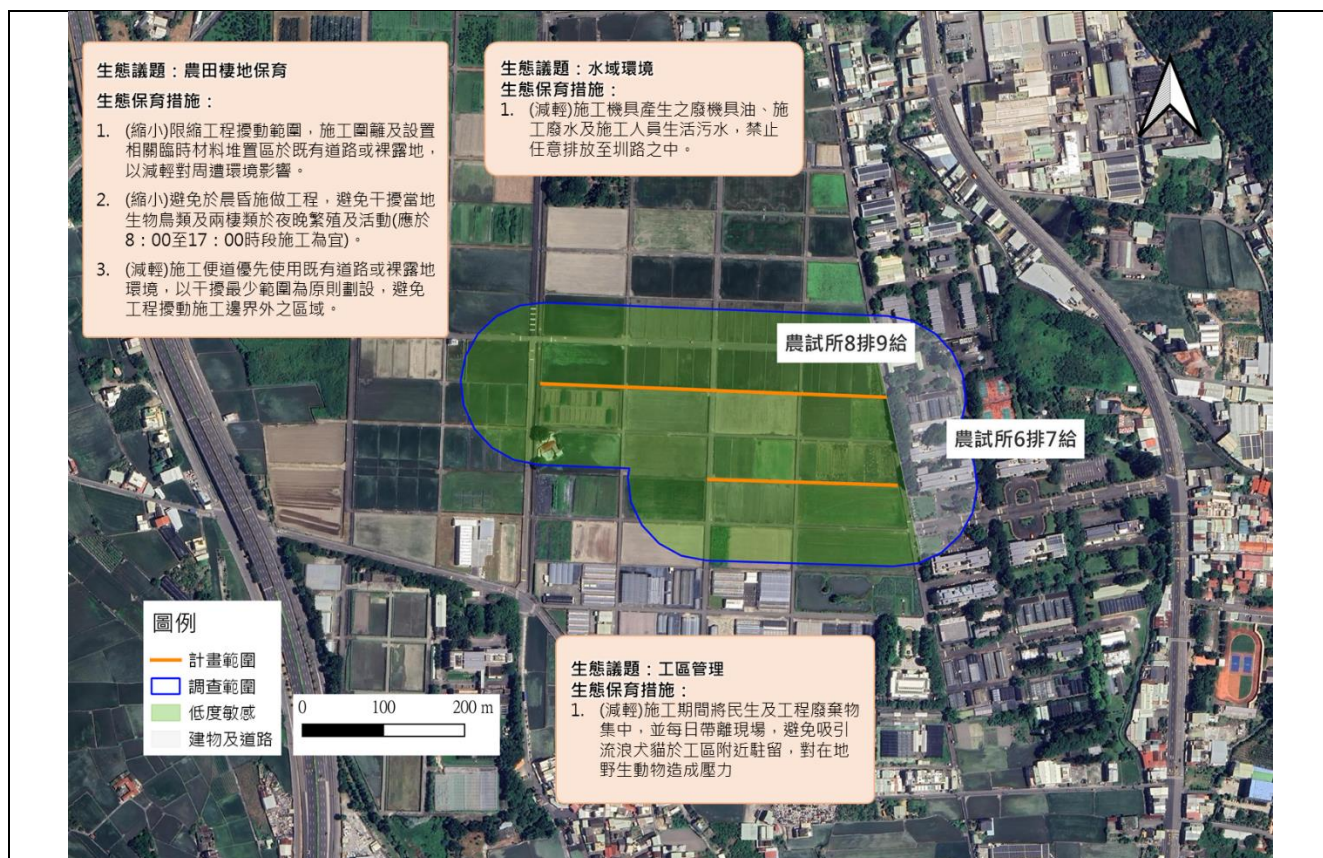 生態議題：農田棲地保育
生態保育措施：
1. (縮小)限縮工程擾動範圍，施工圍籬及設置
相關臨時材料堆置區於既有道路或裸露地，
以減輕對周遭環境影響。
2. (縮小)避免於晨昏施做工程，避免干擾當地
生物鳥類及兩棲類於夜晚繁殖及活動(應於
8：00至17：00時段施工為宜)。
3. (減輕)施工便道優先使用既有道路或裸露地
環境，以干擾最少範圍為原則劃設，避免
工程擾動施工邊界外之區域。
生態議題：水域環境
生態保育措施：
1. (減輕)施工機具產生之廢機具油、施
工廢水及施工人員生活污水，禁止
任意排放至圳路之中。
農試所8排9給
農試所6排7給
圖例
計畫範圍
調查範圍
低度敏感
建物及道路
0 100 200 m
生態議題：工區管理
生態保育措施：
1. (減輕)施工期間將民生及工程廢棄物
集中，並每日帶離現場，避免吸引
流浪犬貓於工區附近駐留，對在地
野生動物造成壓力